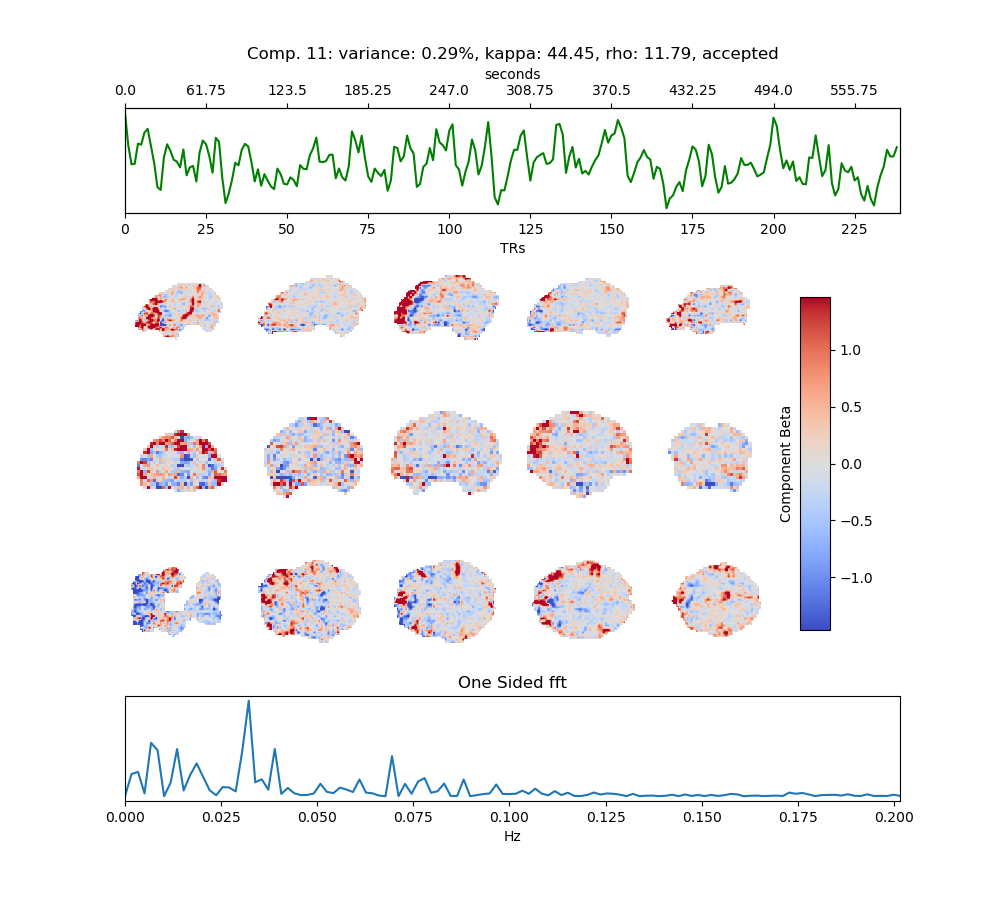 Comp. 11: variance: 0.29%, kappa: 44.45, rho: 11.79, accepted
seconds
0.0 61.75 123.5 185.25 247.0 308.75 370.5 432.25 494.0 555.75
0 25 50 75 100 125 150 175 200 225
TRs
1.0
0.5
0.0
−0.5
−1.0
Component Beta
One Sided fft
0.000 0.025 0.050 0.075 0.100 0.125 0.150 0.175 0.200
Hz